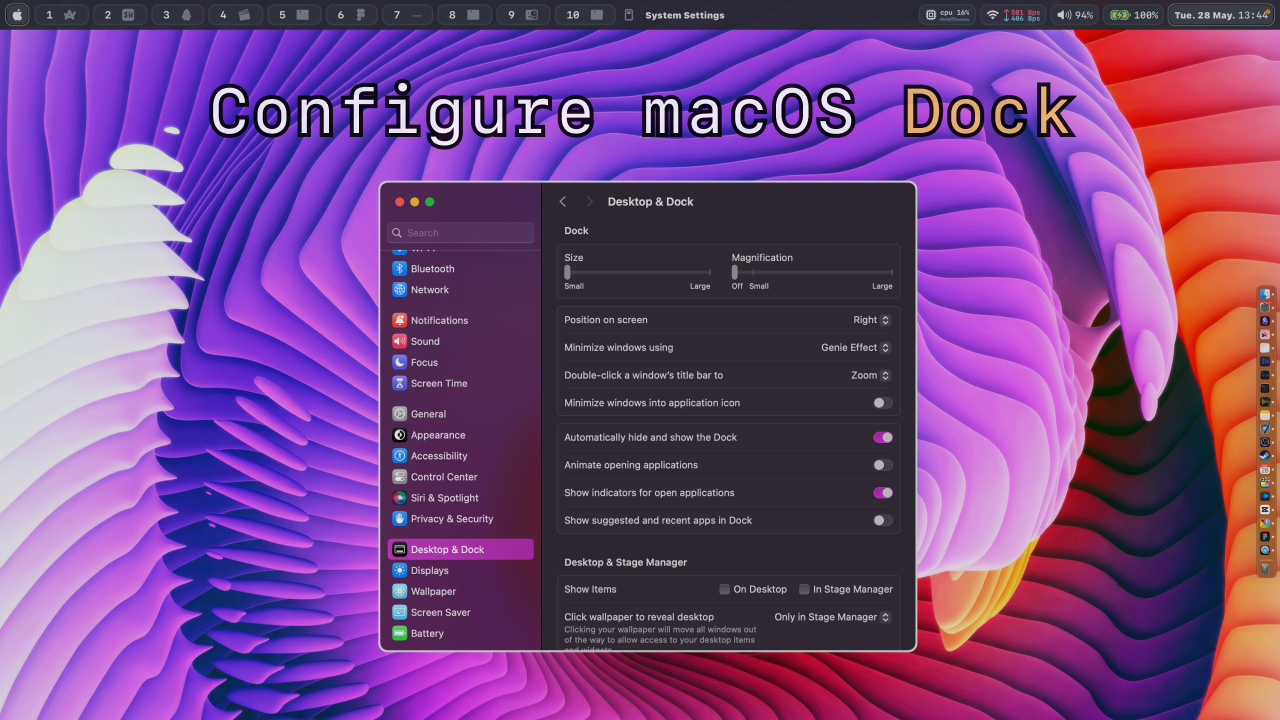 1 2 3 4 5 6 7 8 9 10 System Settings cpu 16% 501 Bps 406 Bps 94% 100% Tue. 28 May. 13:44
Configure macOS Dock
Desktop & Dock
Search
Bluetooth
Network
Notifications
Sound
Focus
Screen Time
General
Appearance
Accessibility
Control Center
Siri & Spotlight
Privacy & Security
Desktop & Dock
Displays
Wallpaper
Screen Saver
Battery
Dock
Size Magnification
Small Large Off Small Large
Position on screen Right
Minimize windows using Genie Effect
Double-click a window's title bar to Zoom
Minimize windows into application icon
Automatically hide and show the Dock
Animate opening applications
Show indicators for open applications
Show suggested and recent apps in Dock
Desktop & Stage Manager
Show Items On Desktop In Stage Manager
Click wallpaper to reveal desktop Only in Stage Manager
Clicking your wallpaper will move all windows out
of the way to allow access to your desktop items
and widgets